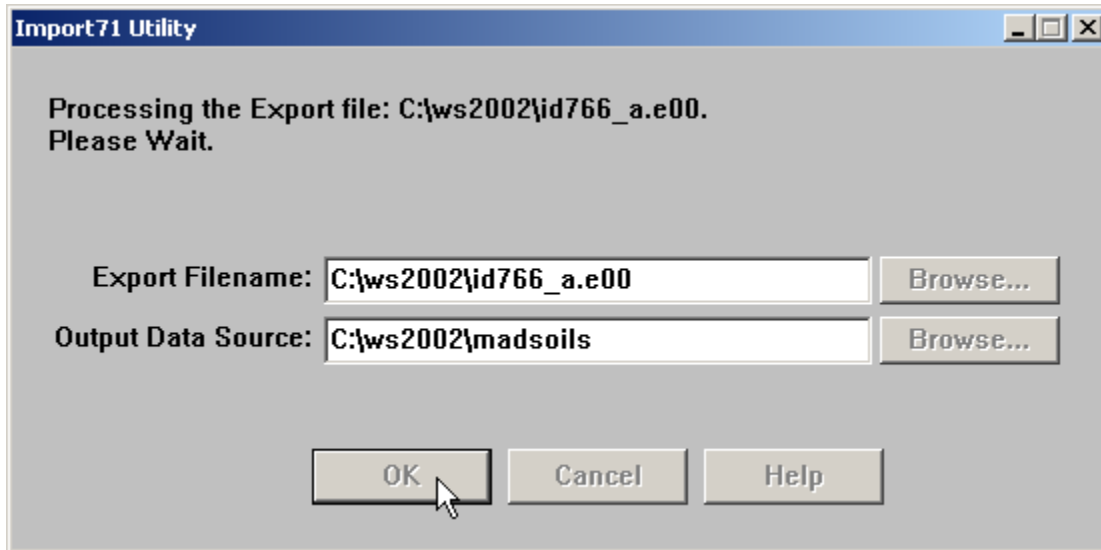 Import71 Utility
Processing the Export file: C:\ws2002\id766_a.e00.
Please Wait.
Export Filename: C:\ws2002\id766_a.e00 Browse...
Output Data Source: C:\ws2002\madsoils Browse...
OK Cancel Help